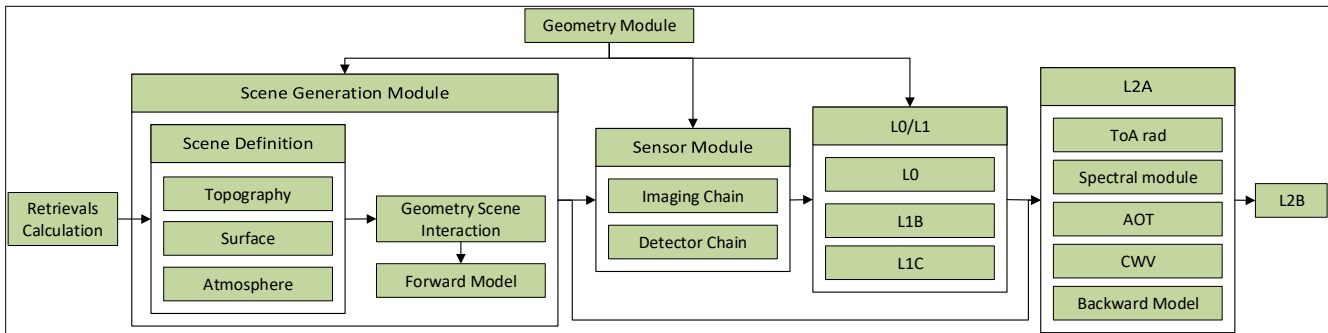 Geometry Module
Scene Generation Module
Scene Definition
Topography
Surface
Atmosphere
Retrievals
Calculation
Geometry Scene
Interaction
Forward Model
Sensor Module
Imaging Chain
Detector Chain
L0/L1
L0
L1B
L1C
L2A
ToA rad
Spectral module
AOT
CWV
Backward Model
L2B